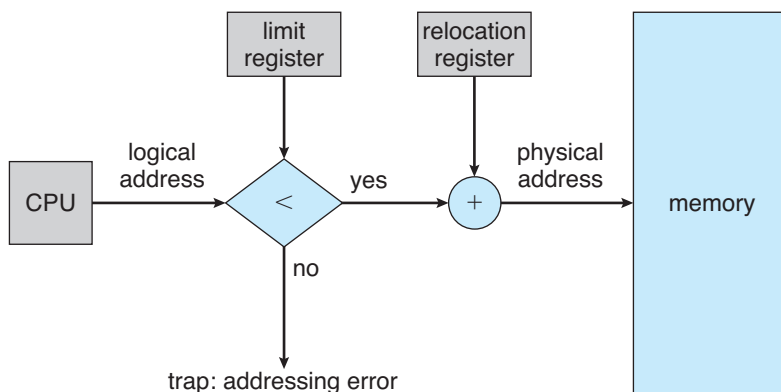 limit
register
relocation
register
logical
address
yes
physical
address
CPU
<
+
memory
no
trap: addressing error